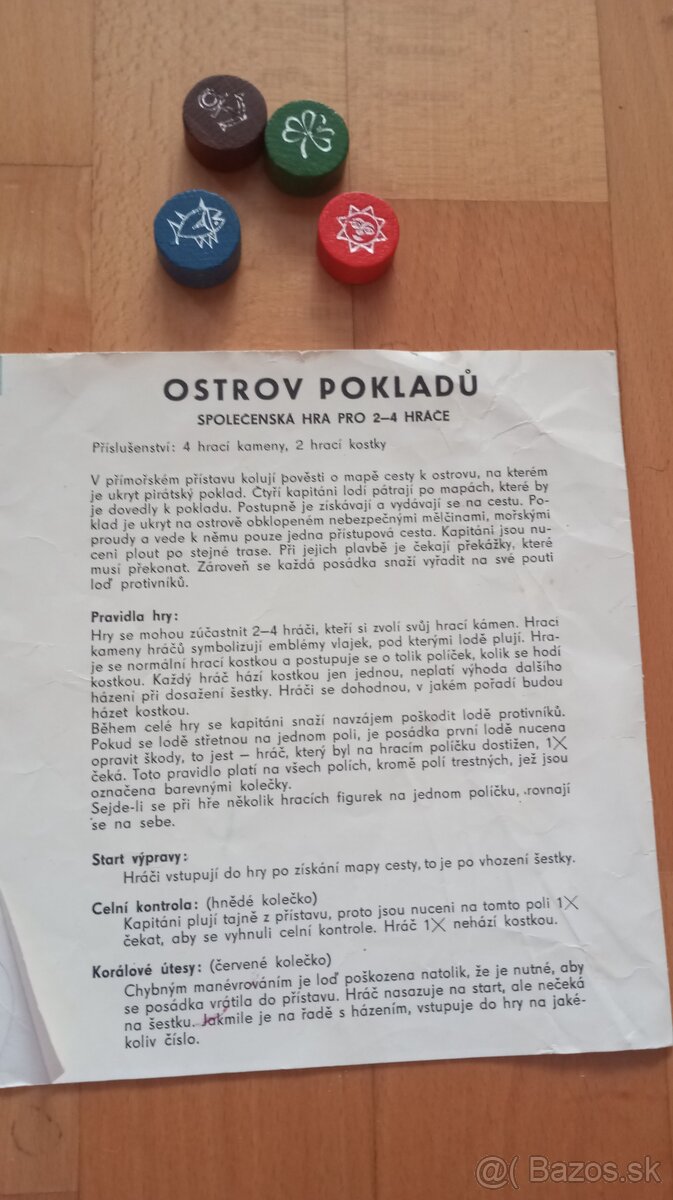 OSTROV POKLADŮ
SPOLEČENSKÁ HRA PRO 2–4 HRÁČE
Příslušenství: 4 hrací kameny, 2 hrací kostky
V přímořském přístavu kolují pověsti o mapě cesty k ostrovu, na kterém
je ukryt pirátský poklad. Čtyři kapitáni lodí pátrají po mapách, které by
je dovedly k pokladu. Postupně je získávají a vydávají se na cestu. Po-
klad je ukryt na ostrově obklopeném nebezpečnými mělčinami, mořskými
proudy a vede k němu pouze jedna přístupová cesta. Kapitáni jsou nu-
ceni plout po stejné trase. Při jejich plavbě je čekají překážky, které
musí překonat. Zároveň se každá posádka snaží vyřadit na své pouti
loď protivníků.
Pravidla hry:
Hry se mohou zúčastnit 2–4 hráči, kteří si zvolí svůj hrací kámen. Hrací
kameny hráčů symbolizují emblémy vlajek, pod kterými lodě plují. Hra-
je se normální hrací kostkou a postupuje se o tolik políček, kolik se hodí
kostkou. Každý hráč hází kostkou jen jednou, neplatí výhoda dalšího
házení při dosažení šestky. Hráči se dohodnou, v jakém pořadí budou
házet kostkou.
Během celé hry se kapitáni snaží navzájem poškodit lodě protivníků.
Pokud se lodě střetnou na jednom poli, je posádka první lodě nucena
opravit škody, to jest – hráč, který byl na hracím políčku dostižen, 1X
čeká. Toto pravidlo platí na všech polích, kromě polí trestných, jež jsou
označena barevnými kolečky.
Sejde-li se při hře několik hracích figurek na jednom políčku, rovnají
se na sebe.
Start výpravy:
Hráči vstupují do hry po získání mapy cesty, to je po vhození šestky.
Celní kontrola: (hnědé kolečko)
Kapitáni plují tajně z přístavu, proto jsou nuceni na tomto poli 1X
čekat, aby se vyhnuli celní kontrole. Hráč 1X nehází kostkou.
Korálové útesy: (červené kolečko)
Chybným manévrováním je loď poškozena natolik, že je nutné, aby
se posádka vrátila do přístavu. Hráč nasazuje na start, ale nečeká
na šestku. Jakmile je na řadě s házením, vstupuje do hry na jaké-
koliv číslo.
@( Bazos.sk